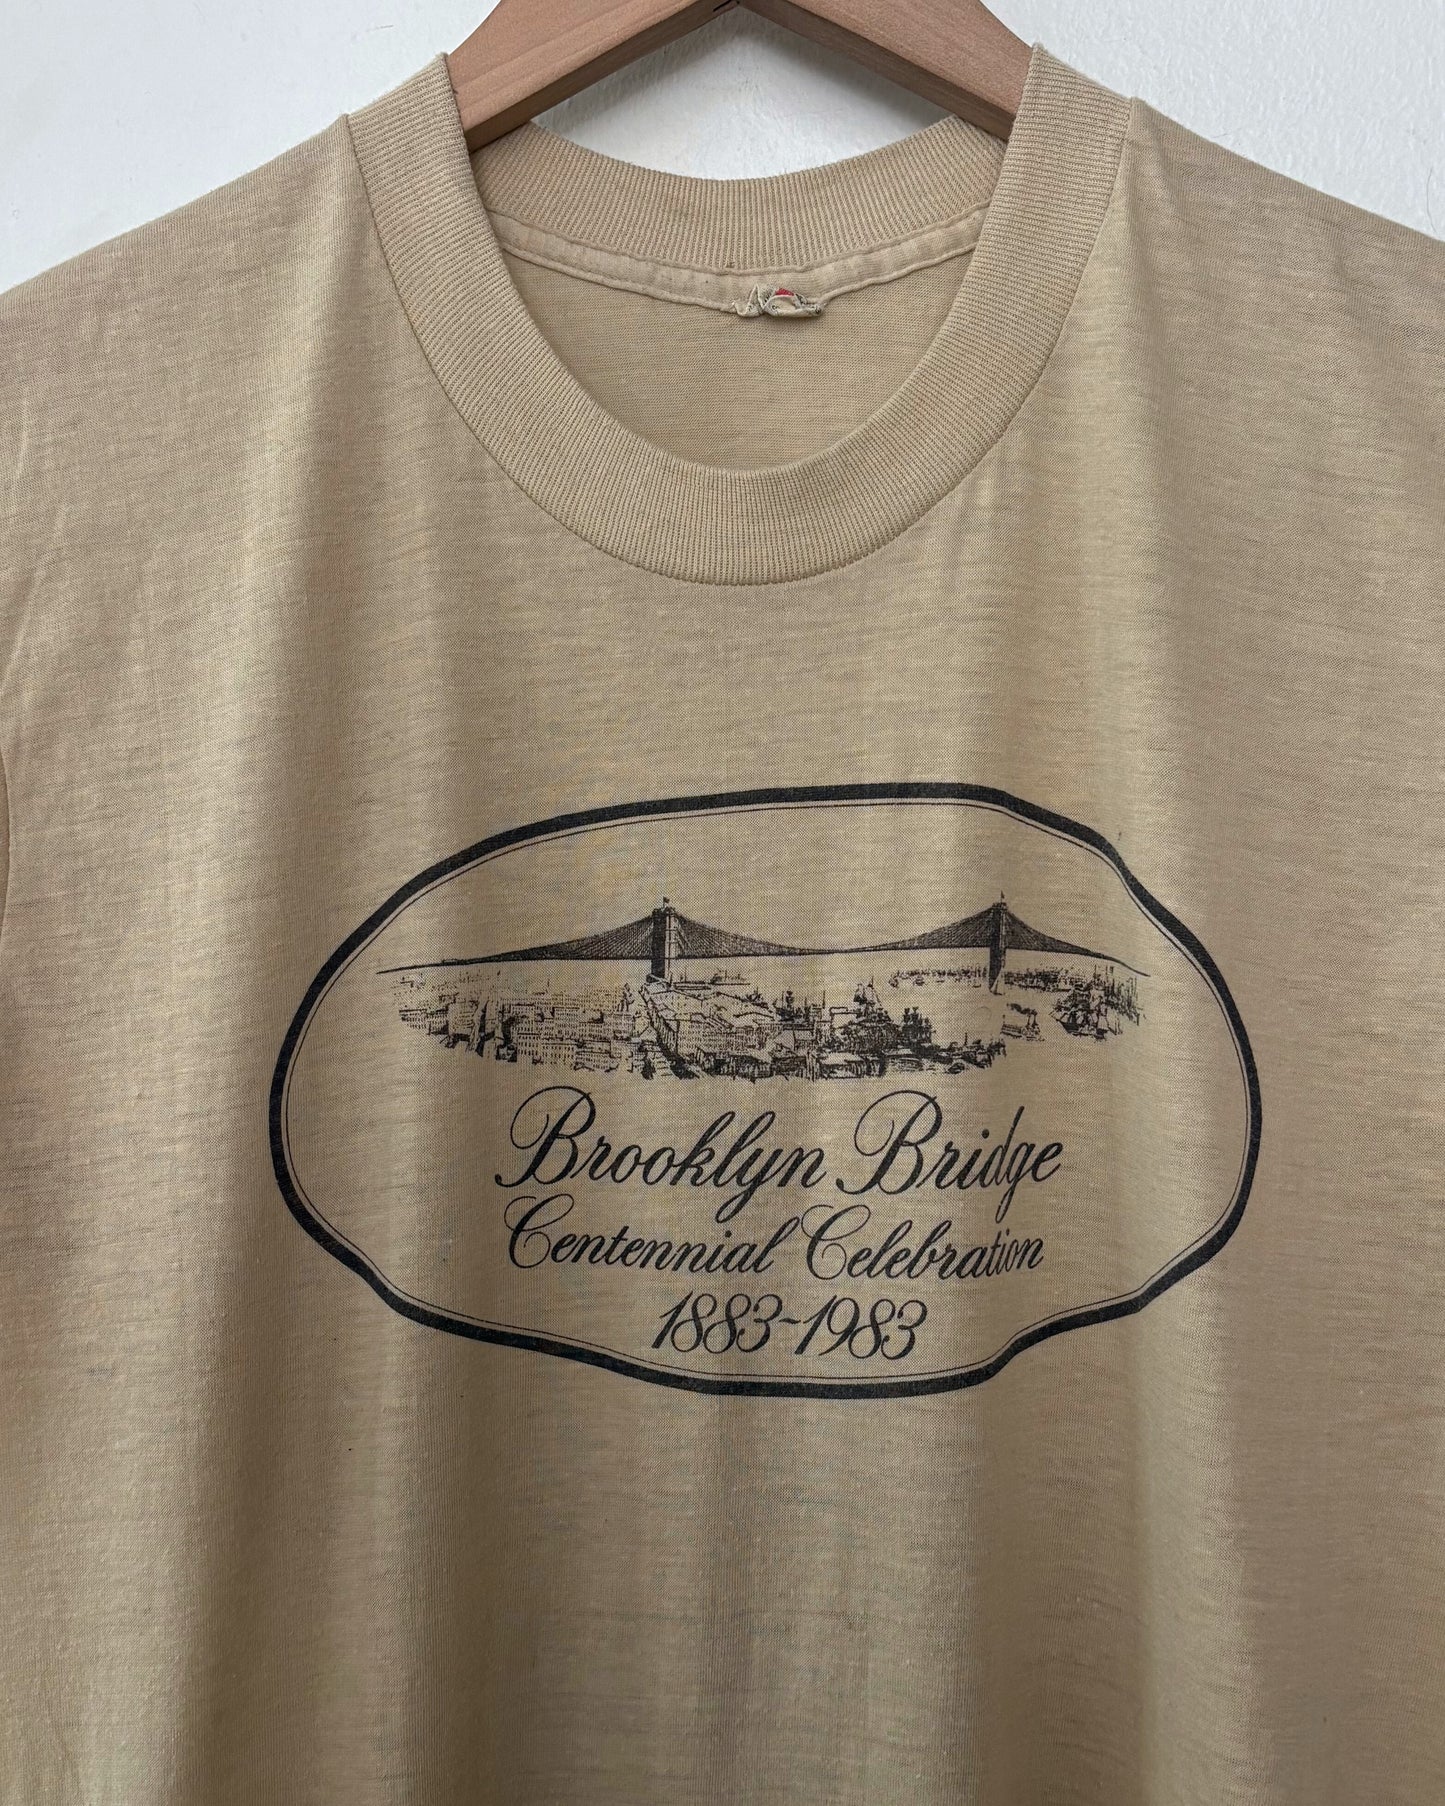 Brooklyn Bridge
Centennial Celebration
1883-1983